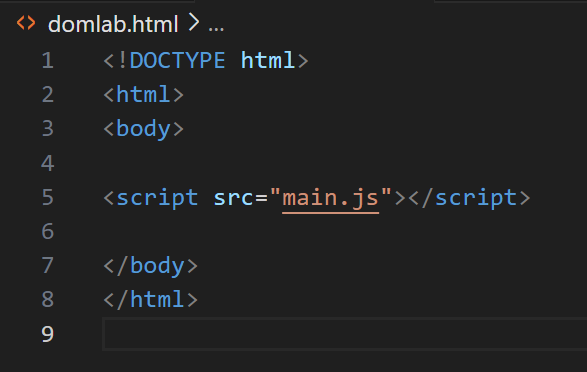 <> domlab.html > ...
1 <!DOCTYPE html>
2 <html>
3 <body>
4
5 <script src="main.js"></script>
6
7 </body>
8 </html>
9